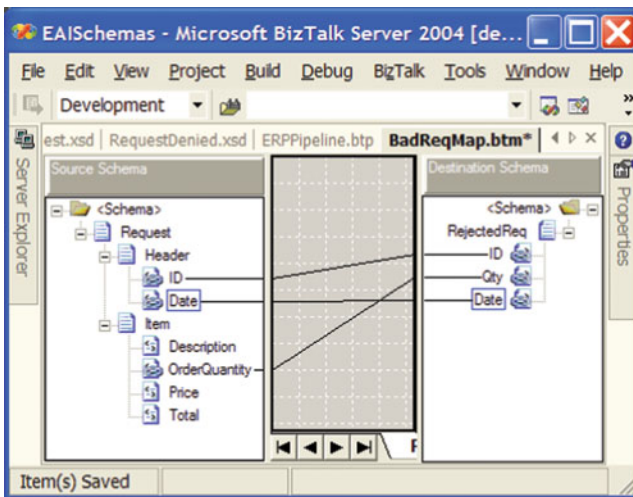 EAISchemas - Microsoft BizTalk Server 2004 [de...
File Edit View Project Build Debug BizTalk Tools Window Help
Development
est.xsd RequestDenied.xsd ERPPipeline.btp BadReqMap.btm*
Server Explorer
Source Schema
<Schema>
Request
Header
ID
Date
Item
Description
OrderQuantity
Price
Total
Destination Schema
<Schema>
RejectedReq
ID
Qty
Date
Properties
Item(s) Saved